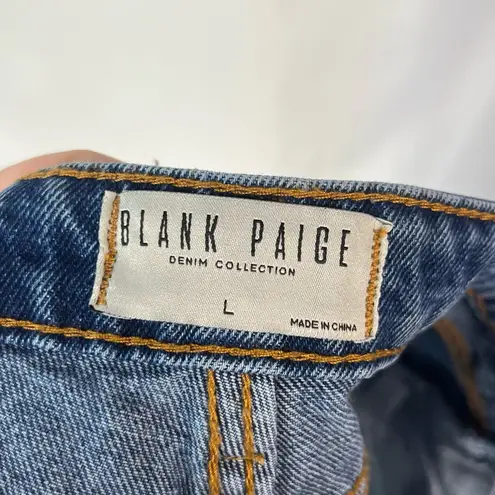 BLANK PAIGE
DENIM COLLECTION
L
MADE IN CHINA